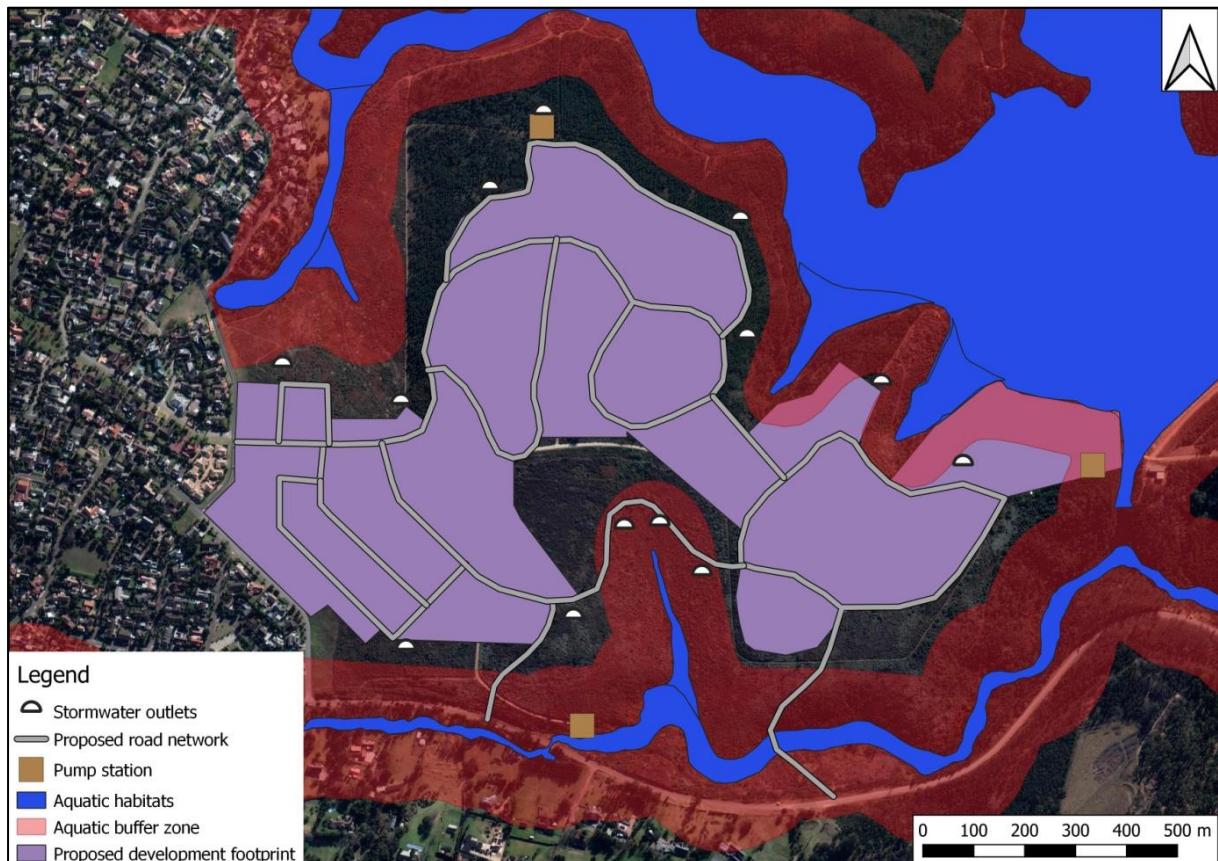 Legend
Stormwater outlets
Proposed road network
Pump station
Aquatic habitats
Aquatic buffer zone
Proposed development footprint
0 100 200 300 400 500 m